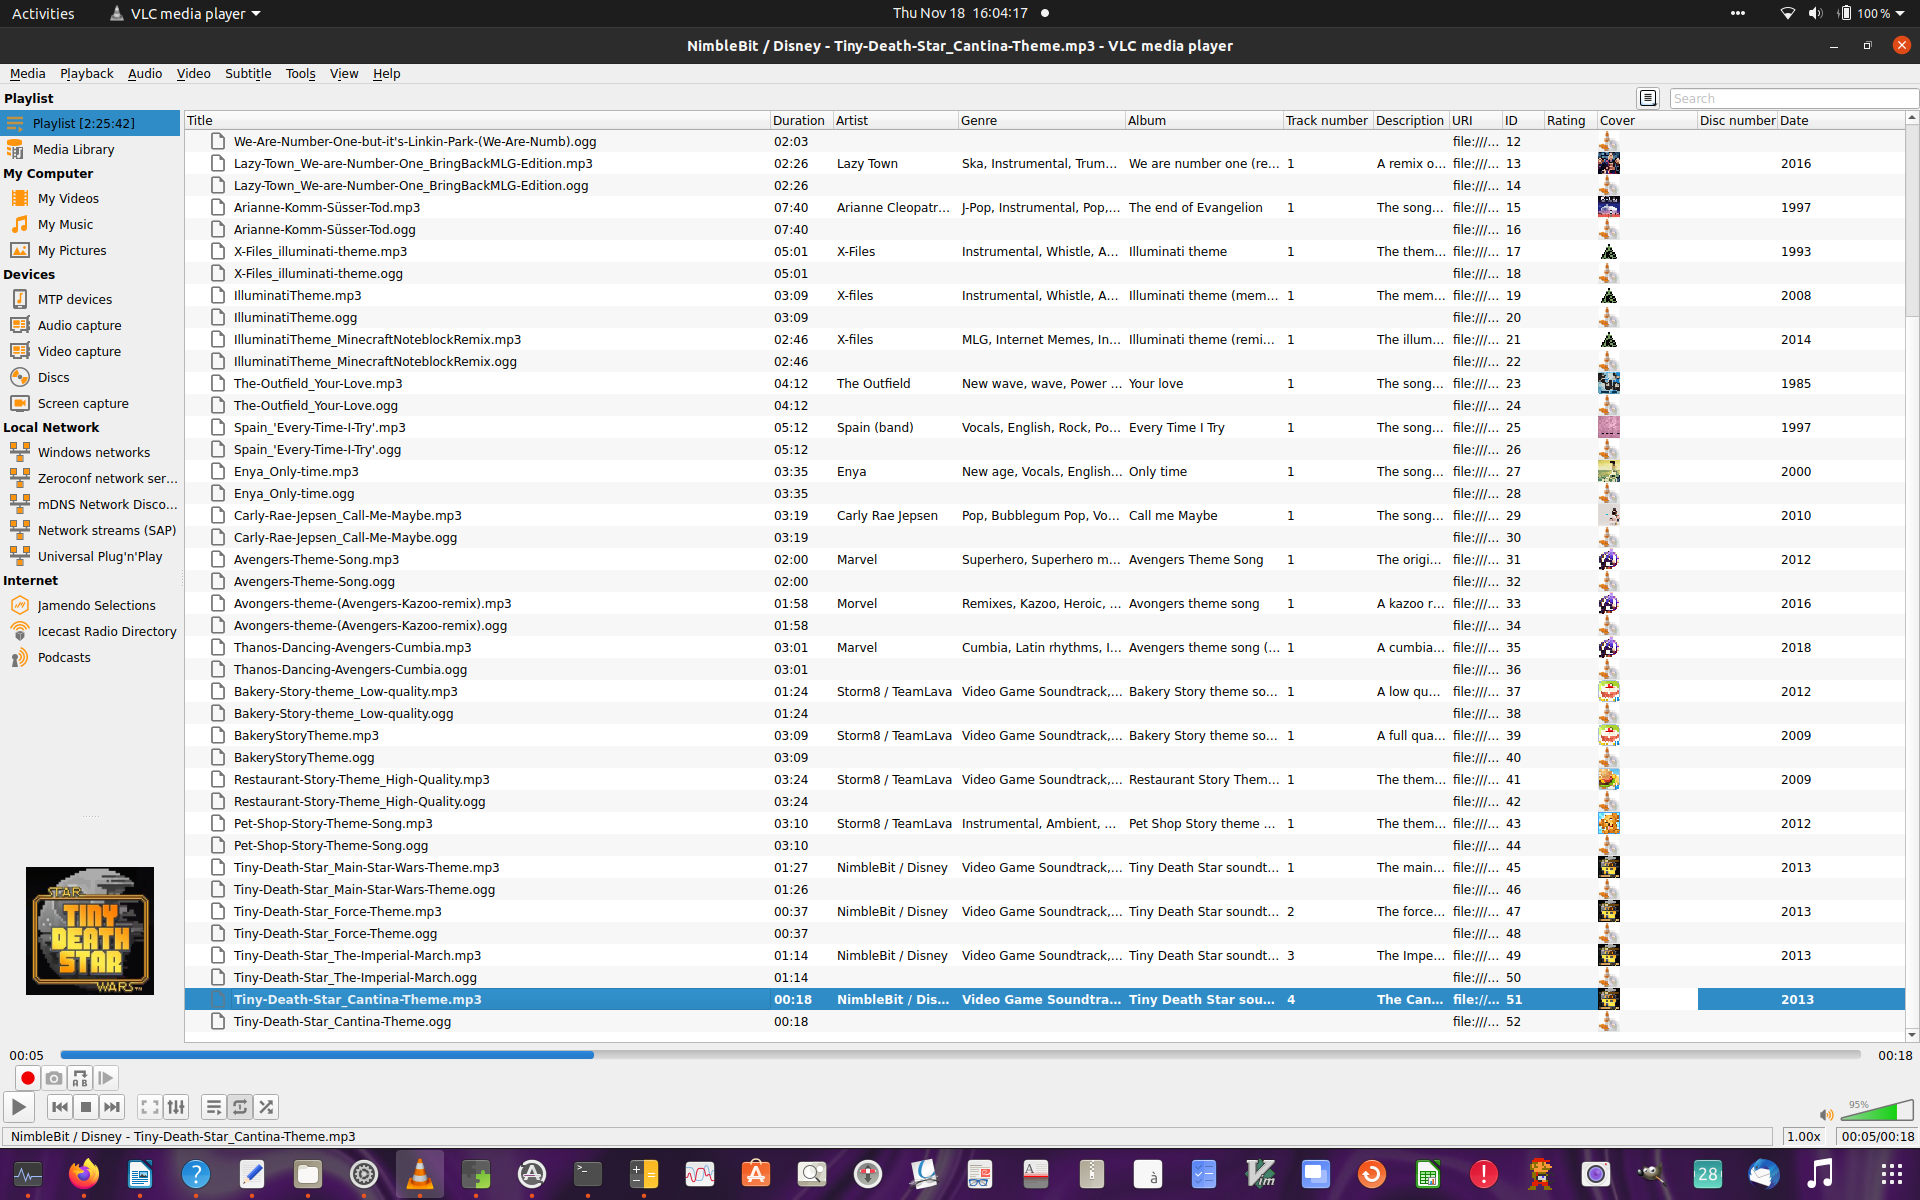 Activities VLC media player Thu Nov 18 16:04:17 100 %
NimbleBit / Disney - Tiny-Death-Star_Cantina-Theme.mp3 - VLC media player
Media Playback Audio Video Subtitle Tools View Help
Playlist
Search
Playlist [2:25:42]
Media Library
My Computer
My Videos
My Music
My Pictures
Devices
MTP devices
Audio capture
Video capture
Discs
Screen capture
Local Network
Windows networks
Zeroconf network ser...
mDNS Network Disco...
Network streams (SAP)
Universal Plug'n'Play
Internet
Jamendo Selections
Icecast Radio Directory
Podcasts
STAR
TINY
DEATH
STAR
WARS
Title Duration Artist Genre Album Track number Description URI ID Rating Cover Disc number Date
We-Are-Number-One-but-it's-Linkin-Park-(We-Are-Numb).ogg 02:03 file:///... 12
Lazy-Town_We-are-Number-One_BringBackMLG-Edition.mp3 02:26 Lazy Town Ska, Instrumental, Trum... We are number one (re... 1 A remix o... file:///... 13 2016
Lazy-Town_We-are-Number-One_BringBackMLG-Edition.ogg 02:26 file:///... 14
Arianne-Komm-Süsser-Tod.mp3 07:40 Arianne Cleopatr... J-Pop, Instrumental, Pop,... The end of Evangelion 1 The song... file:///... 15 1997
Arianne-Komm-Süsser-Tod.ogg 07:40 file:///... 16
X-Files_illuminati-theme.mp3 05:01 X-Files Instrumental, Whistle, A... Illuminati theme 1 The them... file:///... 17 1993
X-Files_illuminati-theme.ogg 05:01 file:///... 18
IlluminatiTheme.mp3 03:09 X-files Instrumental, Whistle, A... Illuminati theme (mem... 1 The mem... file:///... 19 2008
IlluminatiTheme.ogg 03:09 file:///... 20
IlluminatiTheme_MinecraftNoteblockRemix.mp3 02:46 X-files MLG, Internet Memes, In... Illuminati theme (remi... 1 The illum... file:///... 21 2014
IlluminatiTheme_MinecraftNoteblockRemix.ogg 02:46 file:///... 22
The-Outfield_Your-Love.mp3 04:12 The Outfield New wave, wave, Power ... Your love 1 The song... file:///... 23 1985
The-Outfield_Your-Love.ogg 04:12 file:///... 24
Spain_'Every-Time-I-Try'.mp3 05:12 Spain (band) Vocals, English, Rock, Po... Every Time I Try 1 The song... file:///... 25 1997
Spain_'Every-Time-I-Try'.ogg 05:12 file:///... 26
Enya_Only-time.mp3 03:35 Enya New age, Vocals, English... Only time 1 The song... file:///... 27 2000
Enya_Only-time.ogg 03:35 file:///... 28
Carly-Rae-Jepsen_Call-Me-Maybe.mp3 03:19 Carly Rae Jepsen Pop, Bubblegum Pop, Vo... Call me Maybe 1 The song... file:///... 29 2010
Carly-Rae-Jepsen_Call-Me-Maybe.ogg 03:19 file:///... 30
Avengers-Theme-Song.mp3 02:00 Marvel Superhero, Superhero m... Avengers Theme Song 1 The origi... file:///... 31 2012
Avengers-Theme-Song.ogg 02:00 file:///... 32
Avongers-theme-(Avengers-Kazoo-remix).mp3 01:58 Morvel Remixes, Kazoo, Heroic, ... Avongers theme song 1 A kazoo r... file:///... 33 2016
Avongers-theme-(Avengers-Kazoo-remix).ogg 01:58 file:///... 34
Thanos-Dancing-Avengers-Cumbia.mp3 03:01 Marvel Cumbia, Latin rhythms, I... Avengers theme song (... 1 A cumbia... file:///... 35 2018
Thanos-Dancing-Avengers-Cumbia.ogg 03:01 file:///... 36
Bakery-Story-theme_Low-quality.mp3 01:24 Storm8 / TeamLava Video Game Soundtrack,... Bakery Story theme so... 1 A low qu... file:///... 37 2012
Bakery-Story-theme_Low-quality.ogg 01:24 file:///... 38
BakeryStoryTheme.mp3 03:09 Storm8 / TeamLava Video Game Soundtrack,... Bakery Story theme so... 1 A full qua... file:///... 39 2009
BakeryStoryTheme.ogg 03:09 file:///... 40
Restaurant-Story-Theme_High-Quality.mp3 03:24 Storm8 / TeamLava Video Game Soundtrack,... Restaurant Story Them... 1 The them... file:///... 41 2009
Restaurant-Story-Theme_High-Quality.ogg 03:24 file:///... 42
Pet-Shop-Story-Theme-Song.mp3 03:10 Storm8 / TeamLava Instrumental, Ambient, ... Pet Shop Story theme ... 1 The them... file:///... 43 2012
Pet-Shop-Story-Theme-Song.ogg 03:10 file:///... 44
Tiny-Death-Star_Main-Star-Wars-Theme.mp3 01:27 NimbleBit / Disney Video Game Soundtrack,... Tiny Death Star soundt... 1 The main... file:///... 45 2013
Tiny-Death-Star_Main-Star-Wars-Theme.ogg 01:26 file:///... 46
Tiny-Death-Star_Force-Theme.mp3 00:37 NimbleBit / Disney Video Game Soundtrack,... Tiny Death Star soundt... 2 The force... file:///... 47 2013
Tiny-Death-Star_Force-Theme.ogg 00:37 file:///... 48
Tiny-Death-Star_The-Imperial-March.mp3 01:14 NimbleBit / Disney Video Game Soundtrack,... Tiny Death Star soundt... 3 The Impe... file:///... 49 2013
Tiny-Death-Star_The-Imperial-March.ogg 01:14 file:///... 50
Tiny-Death-Star_Cantina-Theme.mp3 00:18 NimbleBit / Dis... Video Game Soundtra... Tiny Death Star sou... 4 The Can... file:///... 51 2013
Tiny-Death-Star_Cantina-Theme.ogg 00:18 file:///... 52
00:05 00:18
A B
95%
NimbleBit / Disney - Tiny-Death-Star_Cantina-Theme.mp3 1.00x 00:05/00:18
28